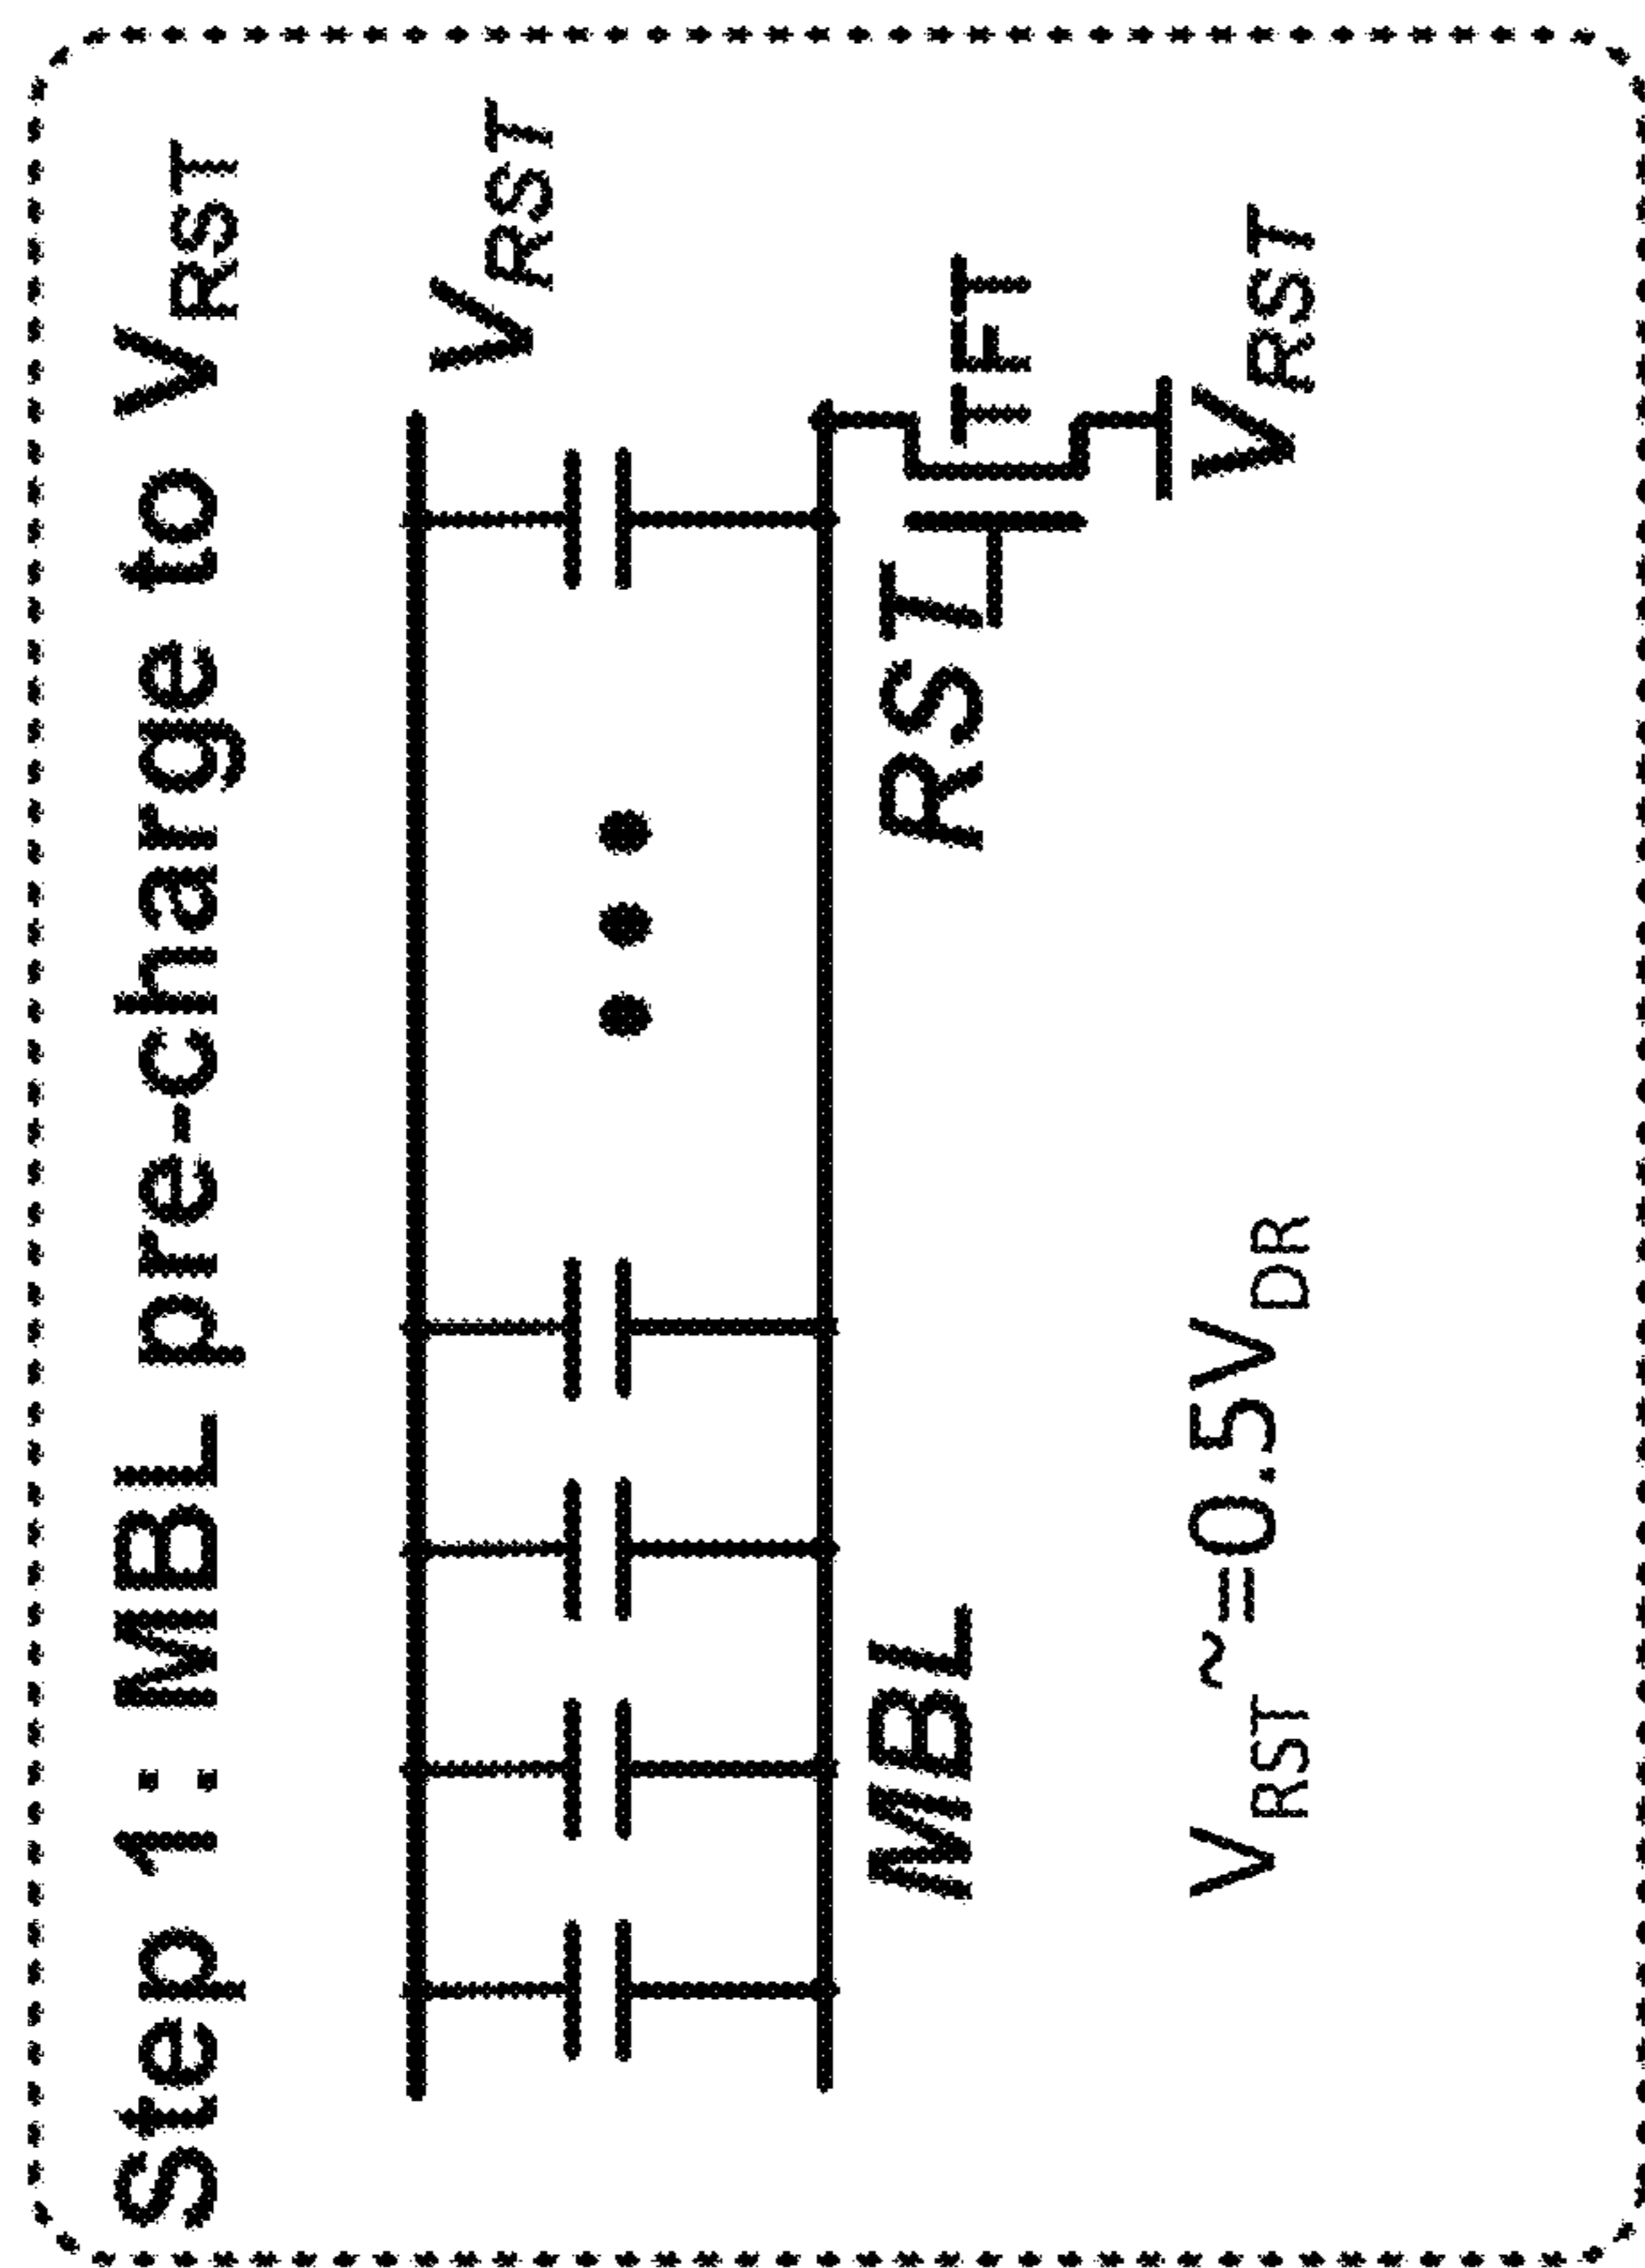 Step 1: MBL pre-charge to VRST
VRST
MBL
RST
TFT
VRST
VRST ~=0.5VDR